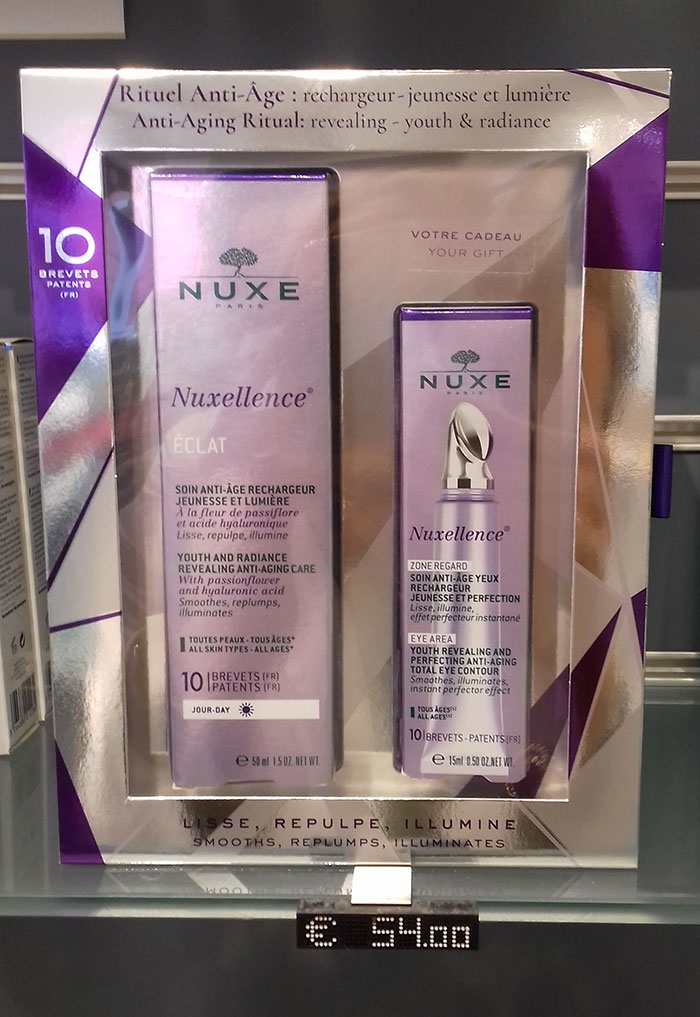 Rituel Anti-Âge : rechargeur-jeunesse et lumière
Anti-Aging Ritual: revealing - youth & radiance
10
BREVETS
PATENTS
(FR)
NUXE
PARIS
Nuxellence®
ÉCLAT
SOIN ANTI-ÂGE RECHARGEUR
JEUNESSE ET LUMIÈRE
À la fleur de passiflore
et acide hyaluronique
Lisse, repulpe, illumine
YOUTH AND RADIANCE
REVEALING ANTI-AGING CARE
With passionflower
and hyaluronic acid
Smoothes, replumps,
illuminates
TOUTES PEAUX - TOUS ÂGES*
ALL SKIN TYPES - ALL AGES*
10 BREVETS (FR)
PATENTS (FR)
JOUR-DAY
e 50 ml 1.5 OZ. NET WT.
VOTRE CADEAU
YOUR GIFT
NUXE
PARIS
Nuxellence®
ZONE REGARD
SOIN ANTI-ÂGE YEUX
RECHARGEUR
JEUNESSE ET PERFECTION
Lisse, illumine,
effet perfecteur instantané
EYE AREA
YOUTH REVEALING AND
PERFECTING ANTI-AGING
TOTAL EYE CONTOUR
Smoothes, illuminates,
instant perfector effect
TOUS ÂGES(1)
ALL AGES(1)
10 BREVETS - PATENTS (FR)
e 15ml 0.50 OZ.NET WT.
LISSE, REPULPE, ILLUMINE
SMOOTHS, REPLUMPS, ILLUMINATES
€ 54.00